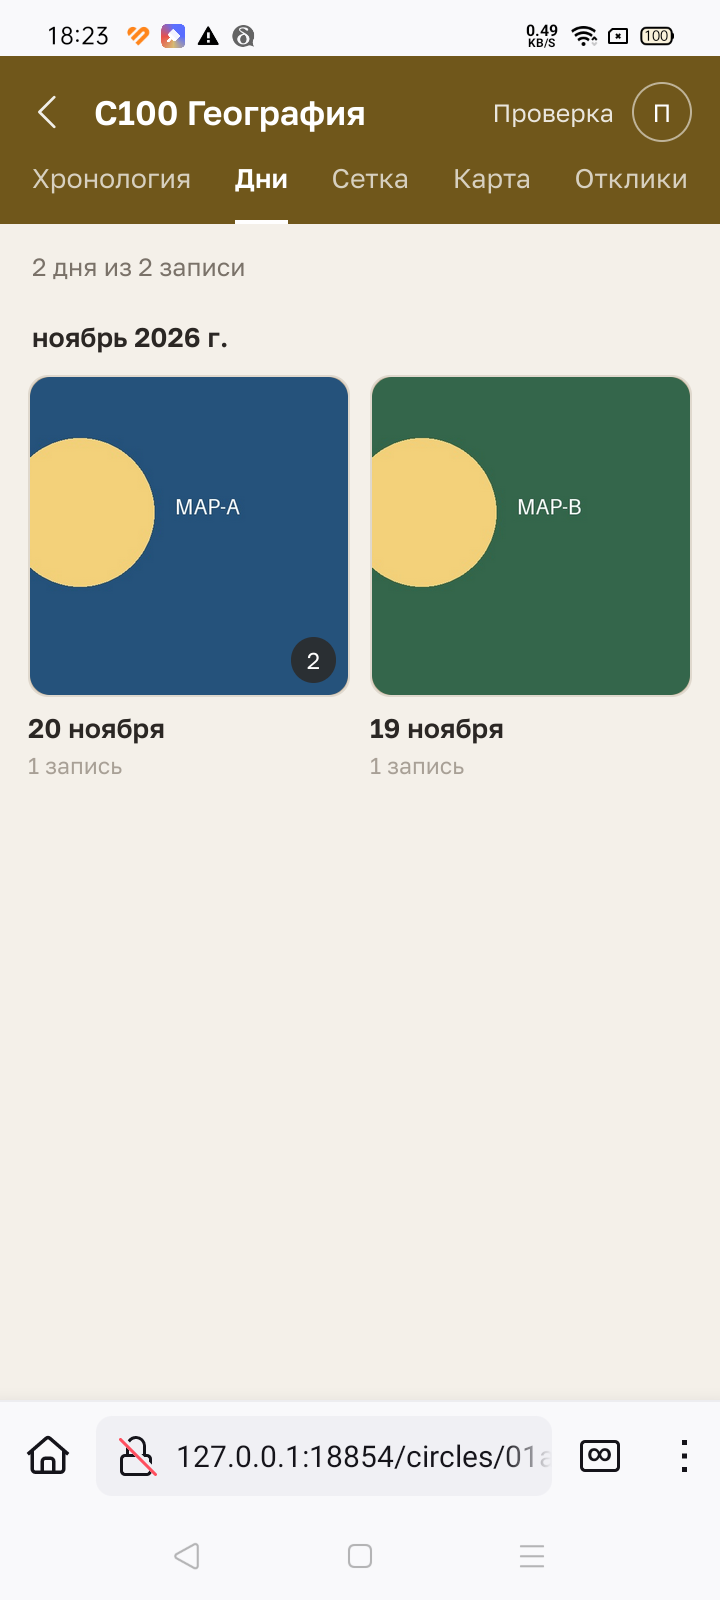 18:23
0.49
KB/S
100
С100 География
Проверка
П
Хронология Дни Сетка Карта Отклики
2 дня из 2 записи
ноябрь 2026 г.
MAP-A
MAP-B
2
20 ноября
19 ноября
1 запись
1 запись
127.0.0.1:18854/circles/01a